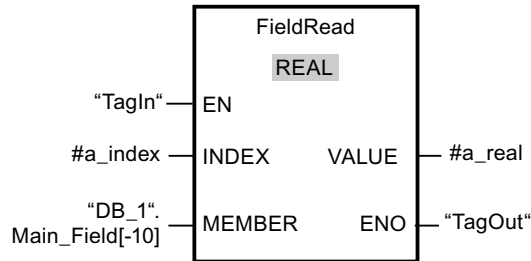 FieldRead
REAL
“TagIn“ EN
#a_index INDEX VALUE #a_real
“DB_1“.
Main_Field[-10] MEMBER ENO “TagOut“